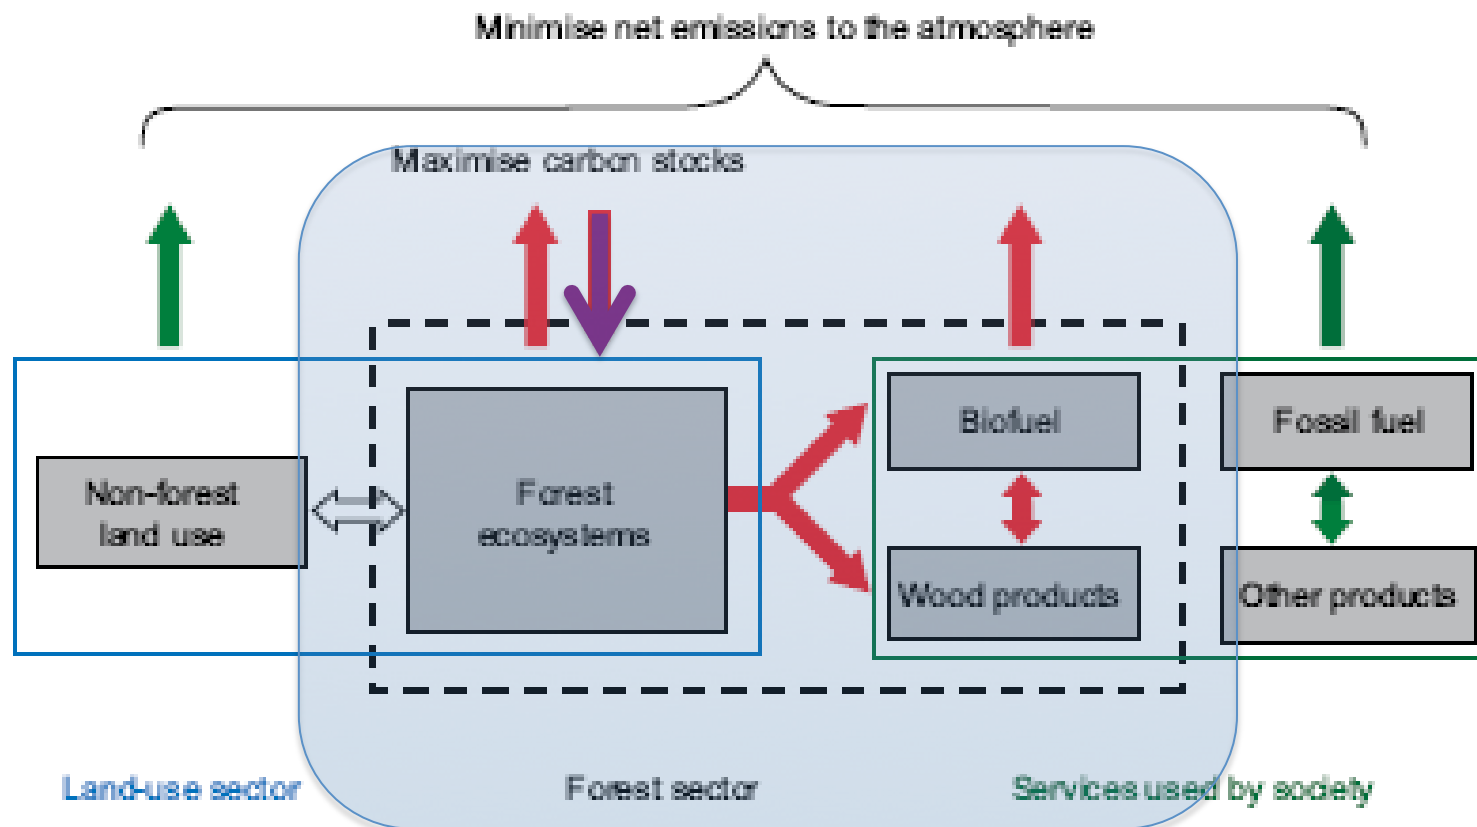 Minimise net emissions to the atmosphere
Maximise carbon stocks
Non-forest
land use
Forest
ecosystems
Biofuel
Fossil fuel
Wood products
Other products
Land-use sector
Forest sector
Services used by society